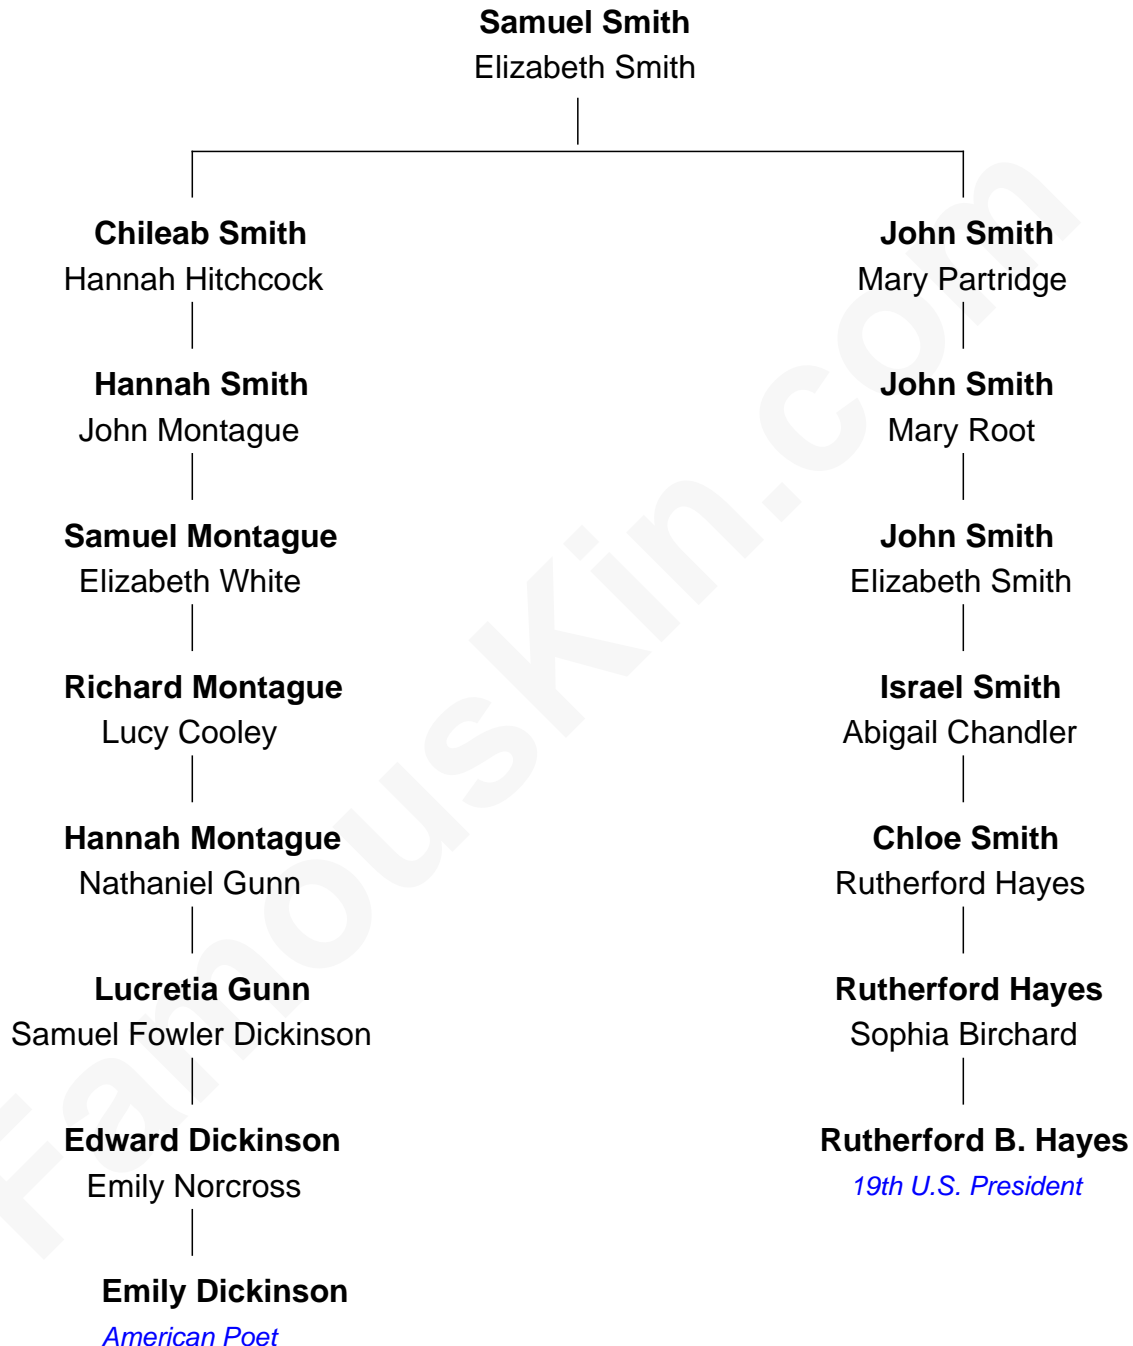 Samuel Smith
Elizabeth Smith
Chileab Smith
Hannah Hitchcock
Hannah Smith
John Montague
Samuel Montague
Elizabeth White
Richard Montague
Lucy Cooley
Hannah Montague
Nathaniel Gunn
Lucretia Gunn
Samuel Fowler Dickinson
Edward Dickinson
Emily Norcross
Emily Dickinson
American Poet
John Smith
Mary Partridge
John Smith
Mary Root
John Smith
Elizabeth Smith
Israel Smith
Abigail Chandler
Chloe Smith
Rutherford Hayes
Rutherford Hayes
Sophia Birchard
Rutherford B. Hayes
19th U.S. President
FamousKin.com